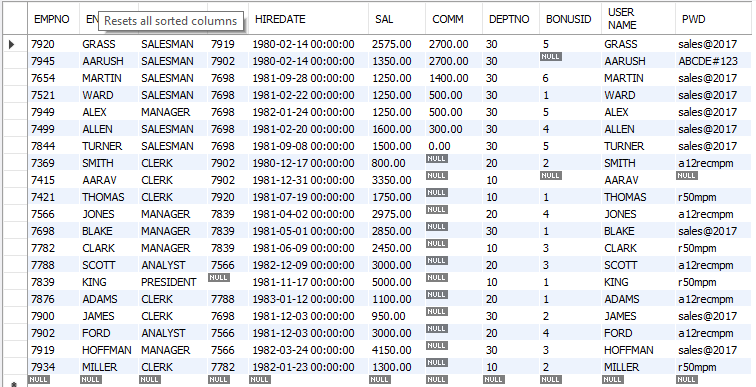 EMPNO EN Resets all sorted columns HIREDATE SAL COMM DEPTNO BONUSID USER NAME PWD
7920 GRASS SALESMAN 7919 1980-02-14 00:00:00 2575.00 2700.00 30 5 GRASS sales@2017
7945 AARUSH SALESMAN 7902 1980-02-14 00:00:00 1350.00 2700.00 30 NULL AARUSH ABCDE#123
7654 MARTIN SALESMAN 7698 1981-09-28 00:00:00 1250.00 1400.00 30 6 MARTIN sales@2017
7521 WARD SALESMAN 7698 1981-02-22 00:00:00 1250.00 500.00 30 1 WARD sales@2017
7949 ALEX MANAGER 7698 1982-01-24 00:00:00 1250.00 500.00 30 5 ALEX sales@2017
7499 ALLEN SALESMAN 7698 1981-02-20 00:00:00 1600.00 300.00 30 4 ALLEN sales@2017
7844 TURNER SALESMAN 7698 1981-09-08 00:00:00 1500.00 0.00 30 5 TURNER sales@2017
7369 SMITH CLERK 7902 1980-12-17 00:00:00 800.00 NULL 20 2 SMITH a12recmpm
7415 AARAV CLERK 7902 1981-12-31 00:00:00 3350.00 NULL 10 NULL AARAV NULL
7421 THOMAS CLERK 7920 1981-07-19 00:00:00 1750.00 NULL 10 1 THOMAS r50mpm
7566 JONES MANAGER 7839 1981-04-02 00:00:00 2975.00 NULL 20 4 JONES a12recmpm
7698 BLAKE MANAGER 7839 1981-05-01 00:00:00 2850.00 NULL 30 1 BLAKE sales@2017
7782 CLARK MANAGER 7839 1981-06-09 00:00:00 2450.00 NULL 10 3 CLARK r50mpm
7788 SCOTT ANALYST 7566 1982-12-09 00:00:00 3000.00 NULL 20 3 SCOTT a12recmpm
7839 KING PRESIDENT NULL 1981-11-17 00:00:00 5000.00 NULL 10 1 KING r50mpm
7876 ADAMS CLERK 7788 1983-01-12 00:00:00 1100.00 NULL 20 1 ADAMS a12recmpm
7900 JAMES CLERK 7698 1981-12-03 00:00:00 950.00 NULL 30 2 JAMES sales@2017
7902 FORD ANALYST 7566 1981-12-03 00:00:00 3000.00 NULL 20 4 FORD a12recmpm
7919 HOFFMAN MANAGER 7566 1982-03-24 00:00:00 4150.00 NULL 30 3 HOFFMAN sales@2017
7934 MILLER CLERK 7782 1982-01-23 00:00:00 1300.00 NULL 10 2 MILLER r50mpm
NULL NULL NULL NULL NULL NULL NULL NULL NULL NULL NULL